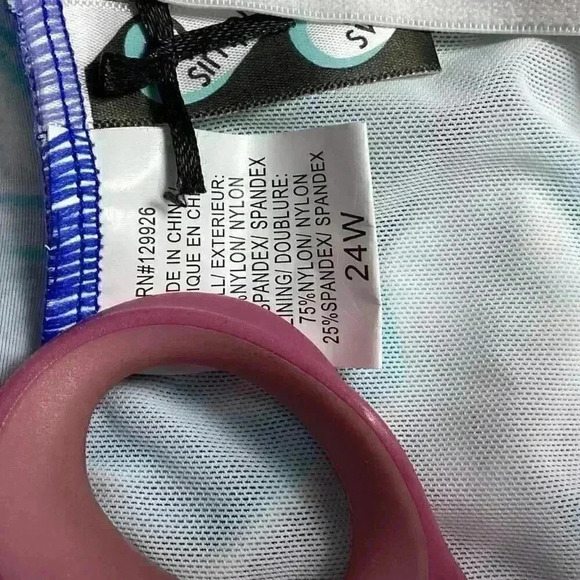 RN#129926
DE IN CHIN
IQUE EN CH
LL/ EXTERIEUR:
%NYLON/ NYLON
SPANDEX/ SPANDEX
LINING/ DOUBLURE:
75%NYLON/ NYLON
25%SPANDEX/ SPANDEX
24W